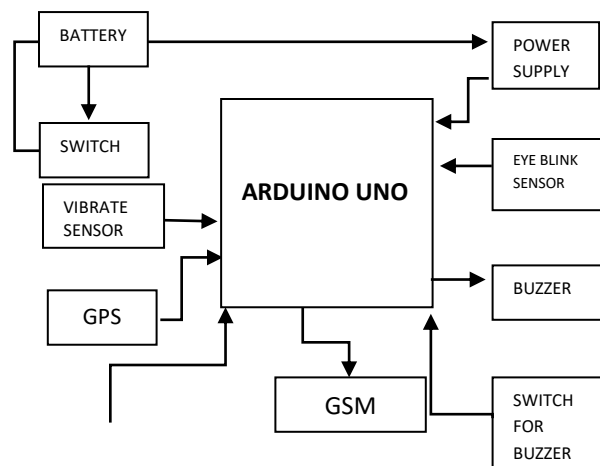 BATTERY
POWER
SUPPLY
SWITCH
ARDUINO UNO
EYE BLINK
SENSOR
VIBRATE
SENSOR
BUZZER
GPS
GSM
SWITCH
FOR
BUZZER